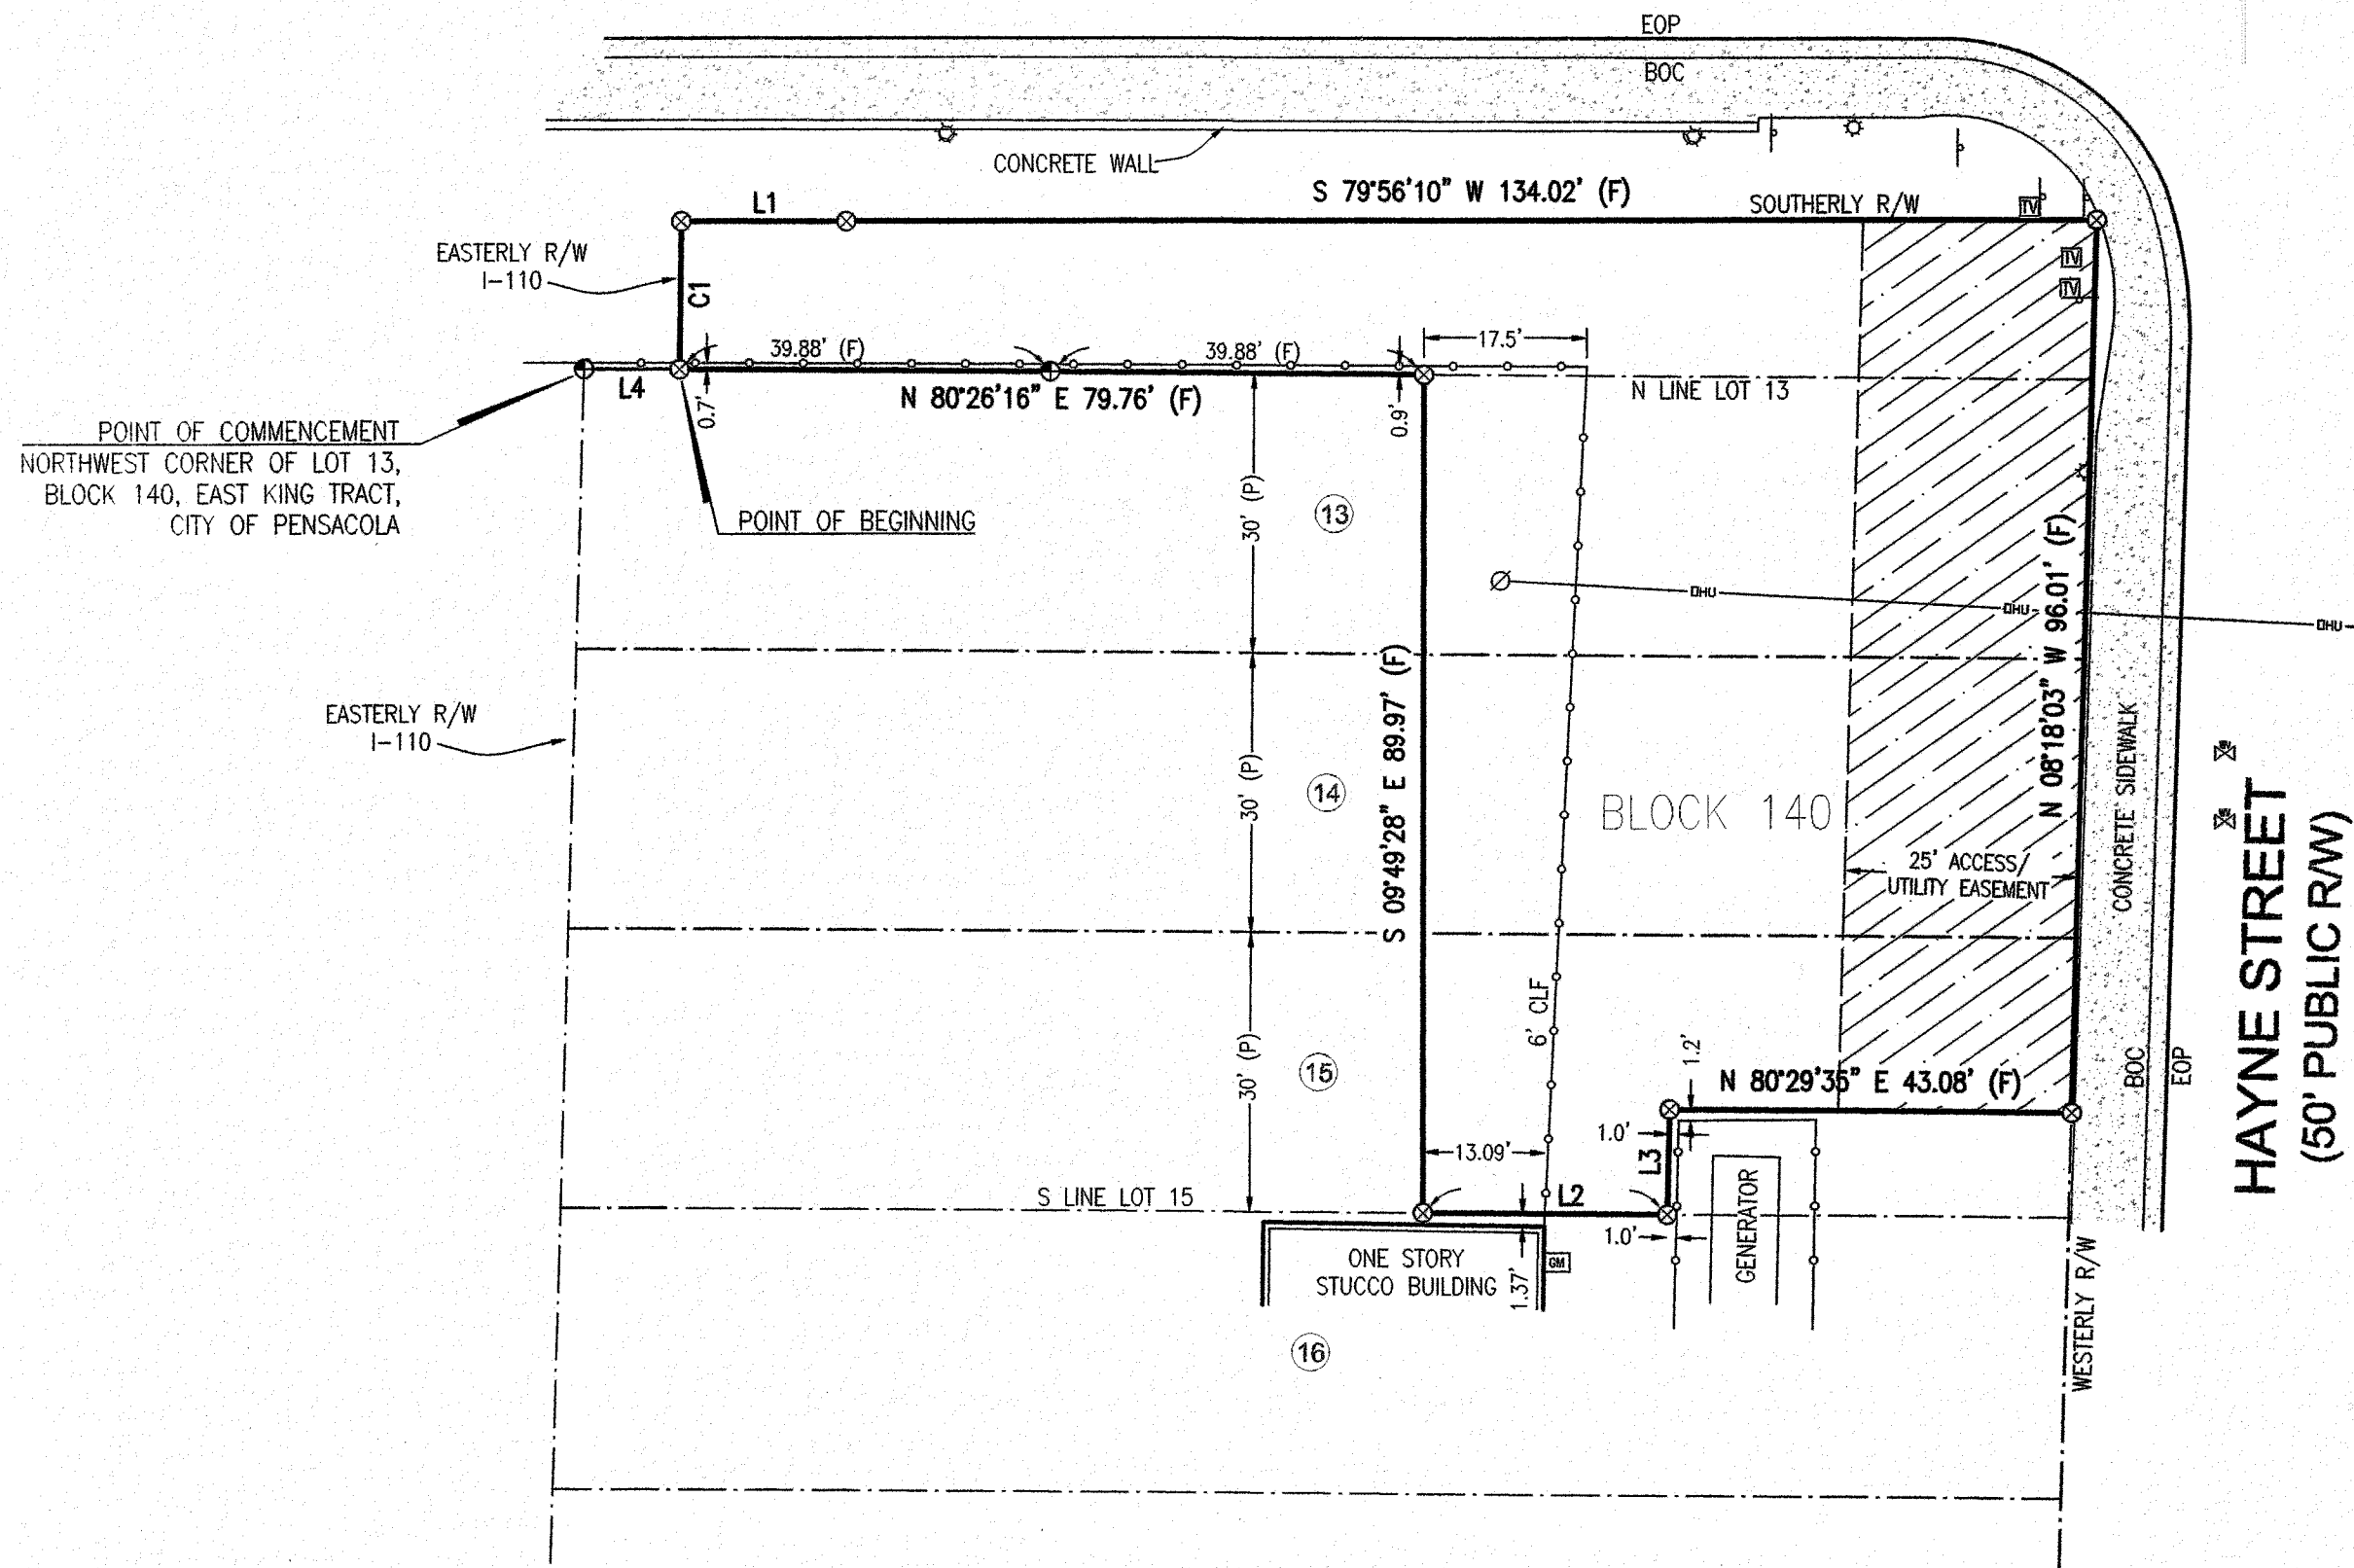 EOP
BOC
CONCRETE WALL
S 79°56'10" W 134.02' (F)
SOUTHERLY R/W
TV
L1
EASTERLY R/W
I-110
C1
TV
TV
39.88' (F)
39.88' (F)
17.5'
L4
N 80°26'16" E 79.76' (F)
0.7'
0.9'
N LINE LOT 13
POINT OF COMMENCEMENT
NORTHWEST CORNER OF LOT 13,
BLOCK 140, EAST KING TRACT,
CITY OF PENSACOLA
POINT OF BEGINNING
30' (P)
13
OHU
OHU
OHU
N 08°18'03" W 96.01' (F)
S 09°49'28" E 89.97' (F)
EASTERLY R/W
I-110
30' (P)
14
BLOCK 140
25' ACCESS/
UTILITY EASEMENT
CONCRETE SIDEWALK
HAYNE STREET
(50' PUBLIC R/W)
6' CLF
30' (P)
15
1.2'
N 80°29'35" E 43.08' (F)
BOC
EOP
1.0'
13.09'
L3
S LINE LOT 15
L2
1.0'
GENERATOR
ONE STORY
STUCCO BUILDING
1.37'
GM
WESTERLY R/W
16